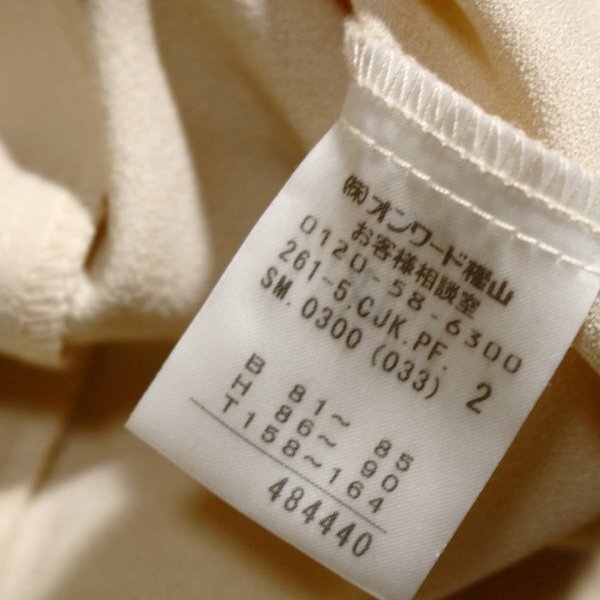 ㈱オンワード樫山
お客様相談室
0120-58-6300
261-5.CJK.PF. 2
SM.0300(033)
B 81~ 85
H 86~ 90
T158~164
484440